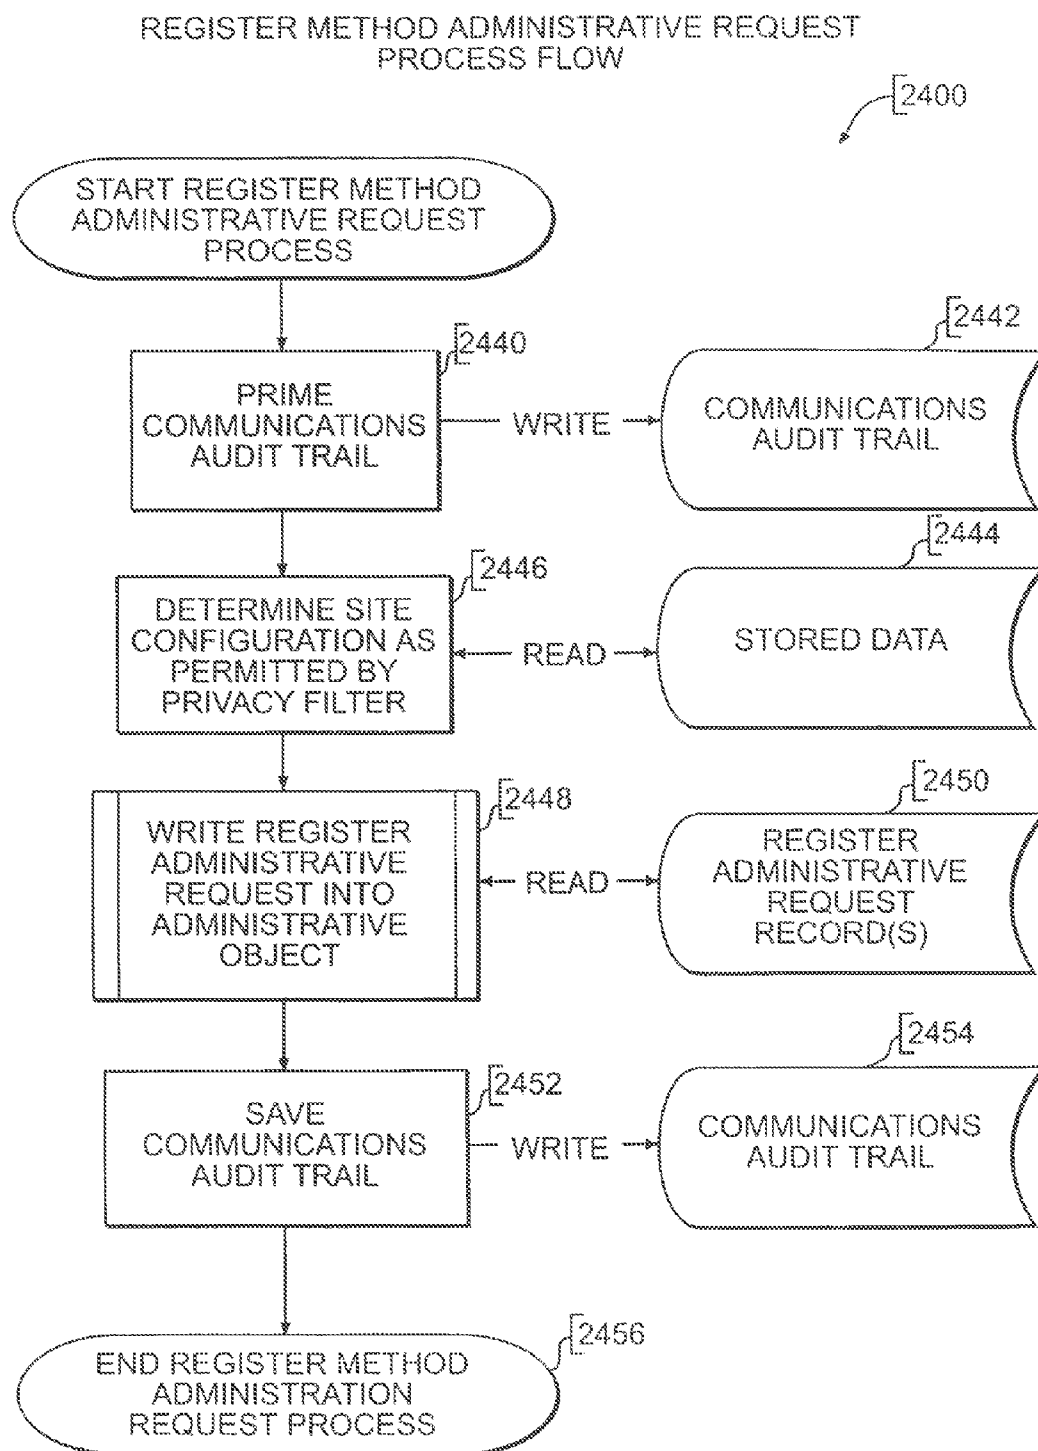 REGISTER METHOD ADMINISTRATIVE REQUEST
PROCESS FLOW
2400
START REGISTER METHOD
ADMINISTRATIVE REQUEST
PROCESS
2440
PRIME
COMMUNICATIONS
AUDIT TRAIL
WRITE
2442
COMMUNICATIONS
AUDIT TRAIL
2446
DETERMINE SITE
CONFIGURATION AS
PERMITTED BY
PRIVACY FILTER
READ
2444
STORED DATA
2448
WRITE REGISTER
ADMINISTRATIVE
REQUEST INTO
ADMINISTRATIVE
OBJECT
READ
2450
REGISTER
ADMINISTRATIVE
REQUEST
RECORD(S)
2452
SAVE
COMMUNICATIONS
AUDIT TRAIL
WRITE
2454
COMMUNICATIONS
AUDIT TRAIL
2456
END REGISTER METHOD
ADMINISTRATION
REQUEST PROCESS